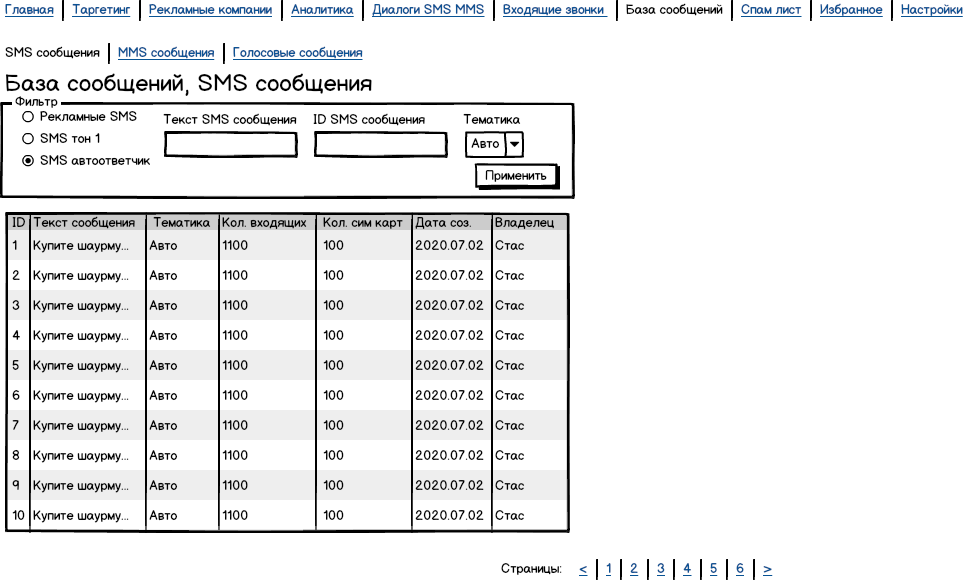 Главная Таргетинг Рекламные компании Аналитика Диалоги SMS MMS Входящие звонки База сообщений Спам лист Избранное Настройки
SMS сообщения MMS сообщения Голосовые сообщения
База сообщений, SMS сообщения
Фильтр
Рекламные SMS Текст SMS сообщения ID SMS сообщения Тематика
SMS тон 1 Авто
SMS автоответчик
Применить
ID Текст сообщения Тематика Кол. входящих Кол. сим карт Дата соз. Владелец
1 Купите шаурму... Авто 1100 100 2020.07.02 Стас
2 Купите шаурму... Авто 1100 100 2020.07.02 Стас
3 Купите шаурму... Авто 1100 100 2020.07.02 Стас
4 Купите шаурму... Авто 1100 100 2020.07.02 Стас
5 Купите шаурму... Авто 1100 100 2020.07.02 Стас
6 Купите шаурму... Авто 1100 100 2020.07.02 Стас
7 Купите шаурму... Авто 1100 100 2020.07.02 Стас
8 Купите шаурму... Авто 1100 100 2020.07.02 Стас
9 Купите шаурму... Авто 1100 100 2020.07.02 Стас
10 Купите шаурму... Авто 1100 100 2020.07.02 Стас
Страницы: < 1 2 3 4 5 6 >